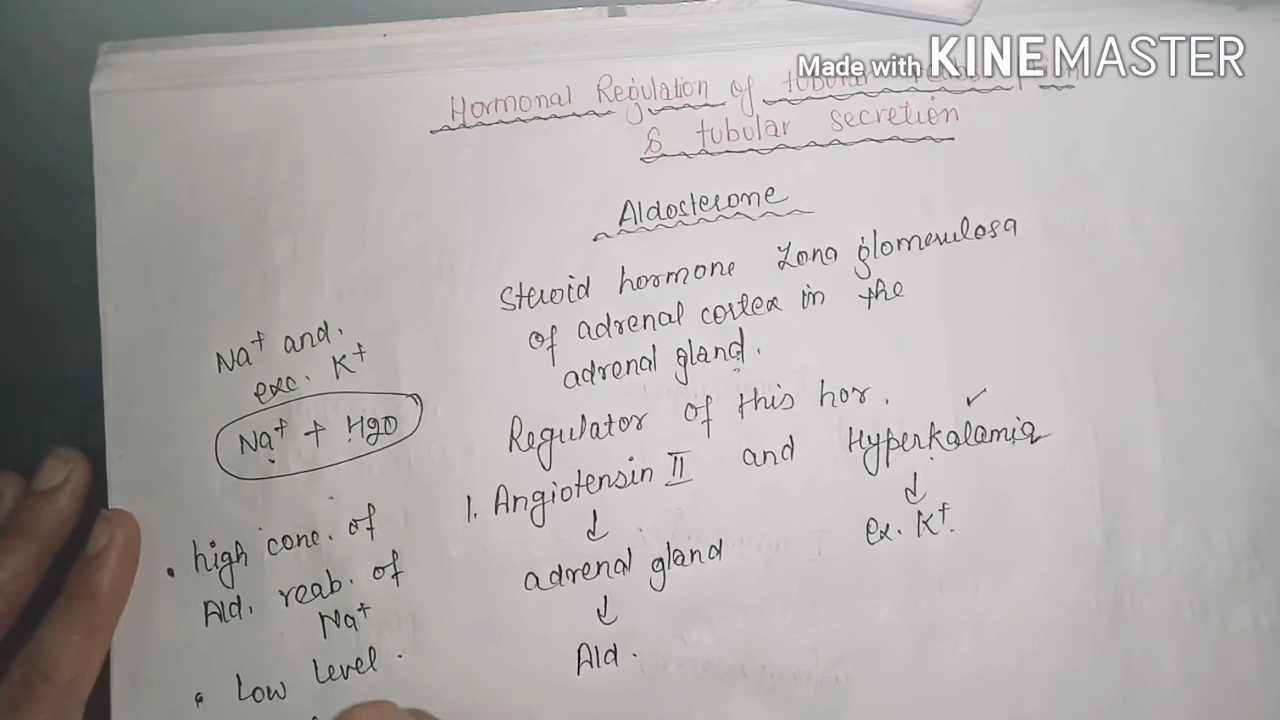 Made with KINEMASTER
Hormonal Regulation of tubular
& tubular secretion
Aldosterone
Steroid hormone Zona glomerulosa
of adrenal cortex in the
adrenal gland.
Regulator of this hor.
1. Angiotensin II and Hyperkalamia
↓ ↓
adrenal gland ex. K+.
↓
Ald.
Na+ and.
exc. K+
Na+ + H2O
• high conc. of
Ald. reab. of
Na+
• Low level.